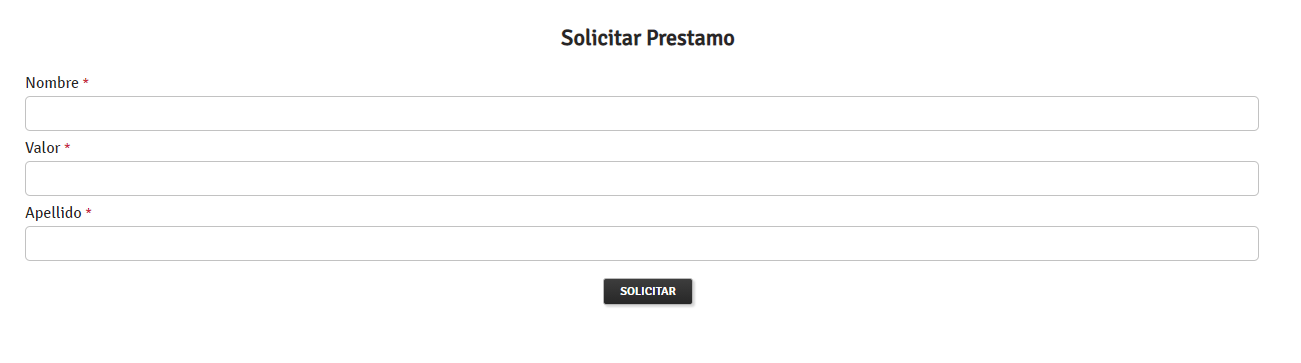 Solicitar Prestamo
Nombre *
Valor *
Apellido *
SOLICITAR